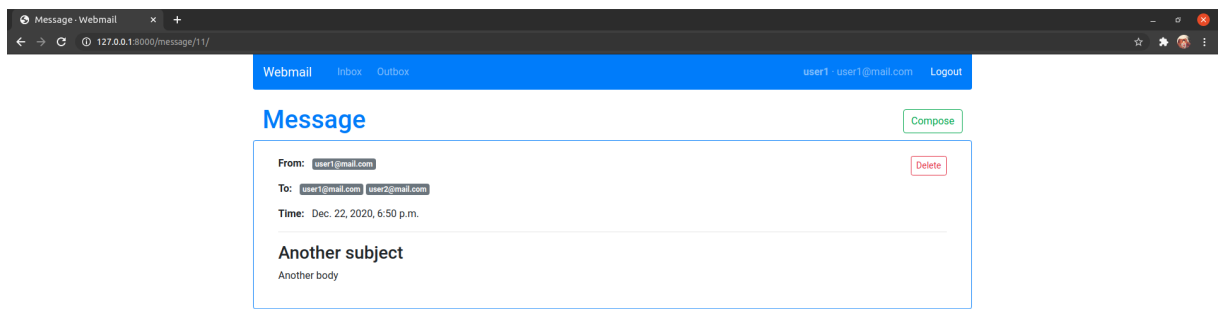 Message · Webmail × +
127.0.0.1:8000/message/11/
Webmail Inbox Outbox user1 · user1@mail.com Logout
Message Compose
From: user1@mail.com Delete
To: user1@mail.com user2@mail.com
Time: Dec. 22, 2020, 6:50 p.m.
Another subject
Another body